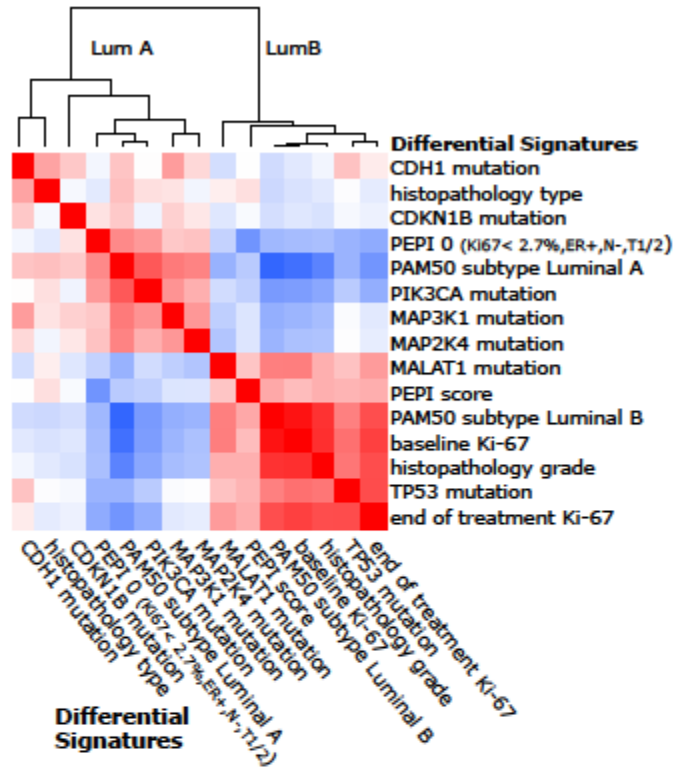 Lum A
LumB
Differential Signatures
CDH1 mutation
histopathology type
CDKN1B mutation
PEPI 0 (Ki67< 2.7%,ER+,N-,T1/2)
PAM50 subtype Luminal A
PIK3CA mutation
MAP3K1 mutation
MAP2K4 mutation
MALAT1 mutation
PEPI score
PAM50 subtype Luminal B
baseline Ki-67
histopathology grade
TP53 mutation
end of treatment Ki-67
CDH1 mutation
histopathology type
CDKN1B mutation
PEPI 0 (Ki67< 2.7%,ER+,N-,T1/2)
PAM50 subtype Luminal A
PIK3CA mutation
MAP3K1 mutation
MAP2K4 mutation
MALAT1 mutation
PEPI score
PAM50 subtype Luminal B
baseline Ki-67
histopathology grade
TP53 mutation
end of treatment Ki-67
Differential
Signatures